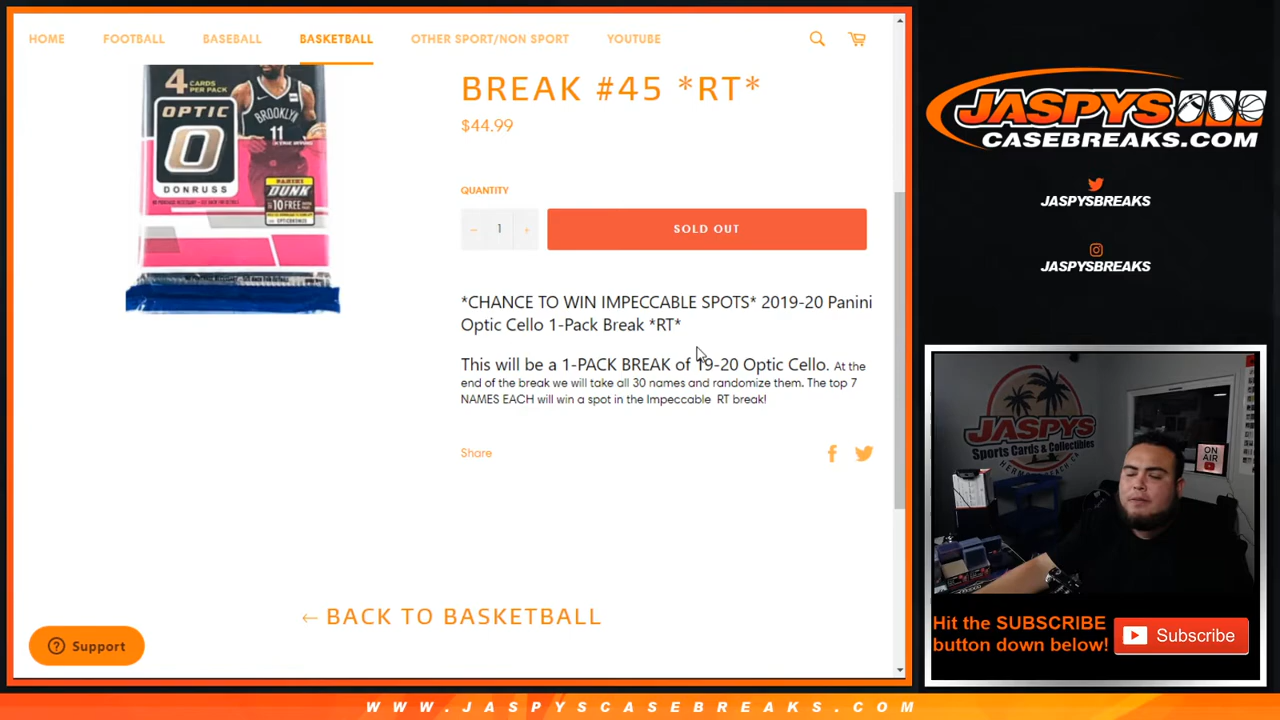 HOME FOOTBALL BASEBALL BASKETBALL OTHER SPORT/NON SPORT YOUTUBE
4 CARDS PER PACK
OPTIC
DONRUSS
BROOKLYN
11
PANINI
DUNK
10 FREE
BREAK #45 *RT*
$44.99
QUANTITY
− 1 +
SOLD OUT
*CHANCE TO WIN IMPECCABLE SPOTS* 2019-20 Panini
Optic Cello 1-Pack Break *RT*
This will be a 1-PACK BREAK of 19-20 Optic Cello. At the
end of the break we will take all 30 names and randomize them. The top 7
NAMES EACH will win a spot in the Impeccable RT break!
Share
← BACK TO BASKETBALL
Support
JASPYS
CASEBREAKS.COM
JASPYSBREAKS
JASPYSBREAKS
JASPYS
Sports Cards & Collectibles
ON
AIR
Hit the SUBSCRIBE
button down below!
Subscribe
WWW.JASPYSCASEBREAKS.COM